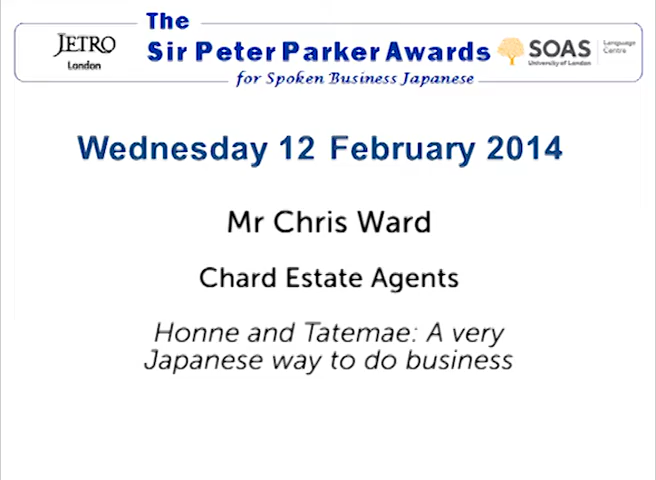 The
JETRO
London
Sir Peter Parker Awards
SOAS
University of London
Language
Centre
for Spoken Business Japanese
Wednesday 12 February 2014
Mr Chris Ward
Chard Estate Agents
Honne and Tatemae: A very
Japanese way to do business